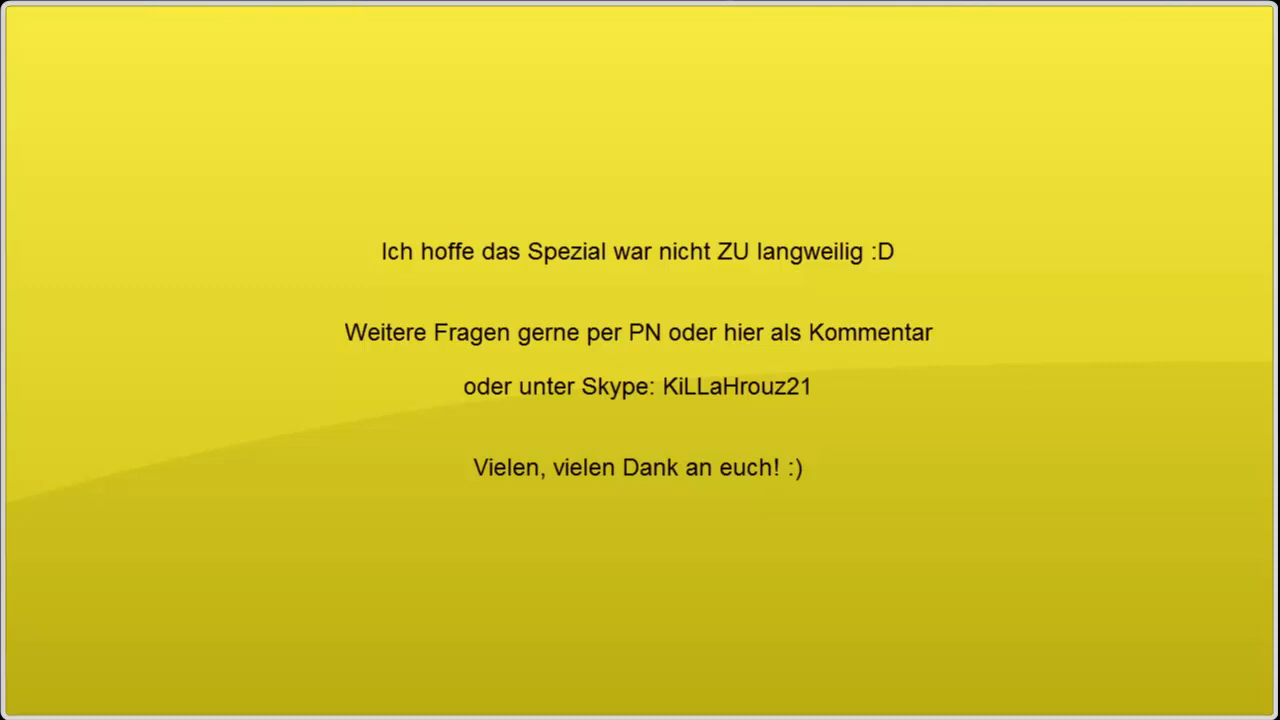 Ich hoffe das Spezial war nicht ZU langweilig :D
Weitere Fragen gerne per PN oder hier als Kommentar
oder unter Skype: KiLLaHrouz21
Vielen, vielen Dank an euch! :)